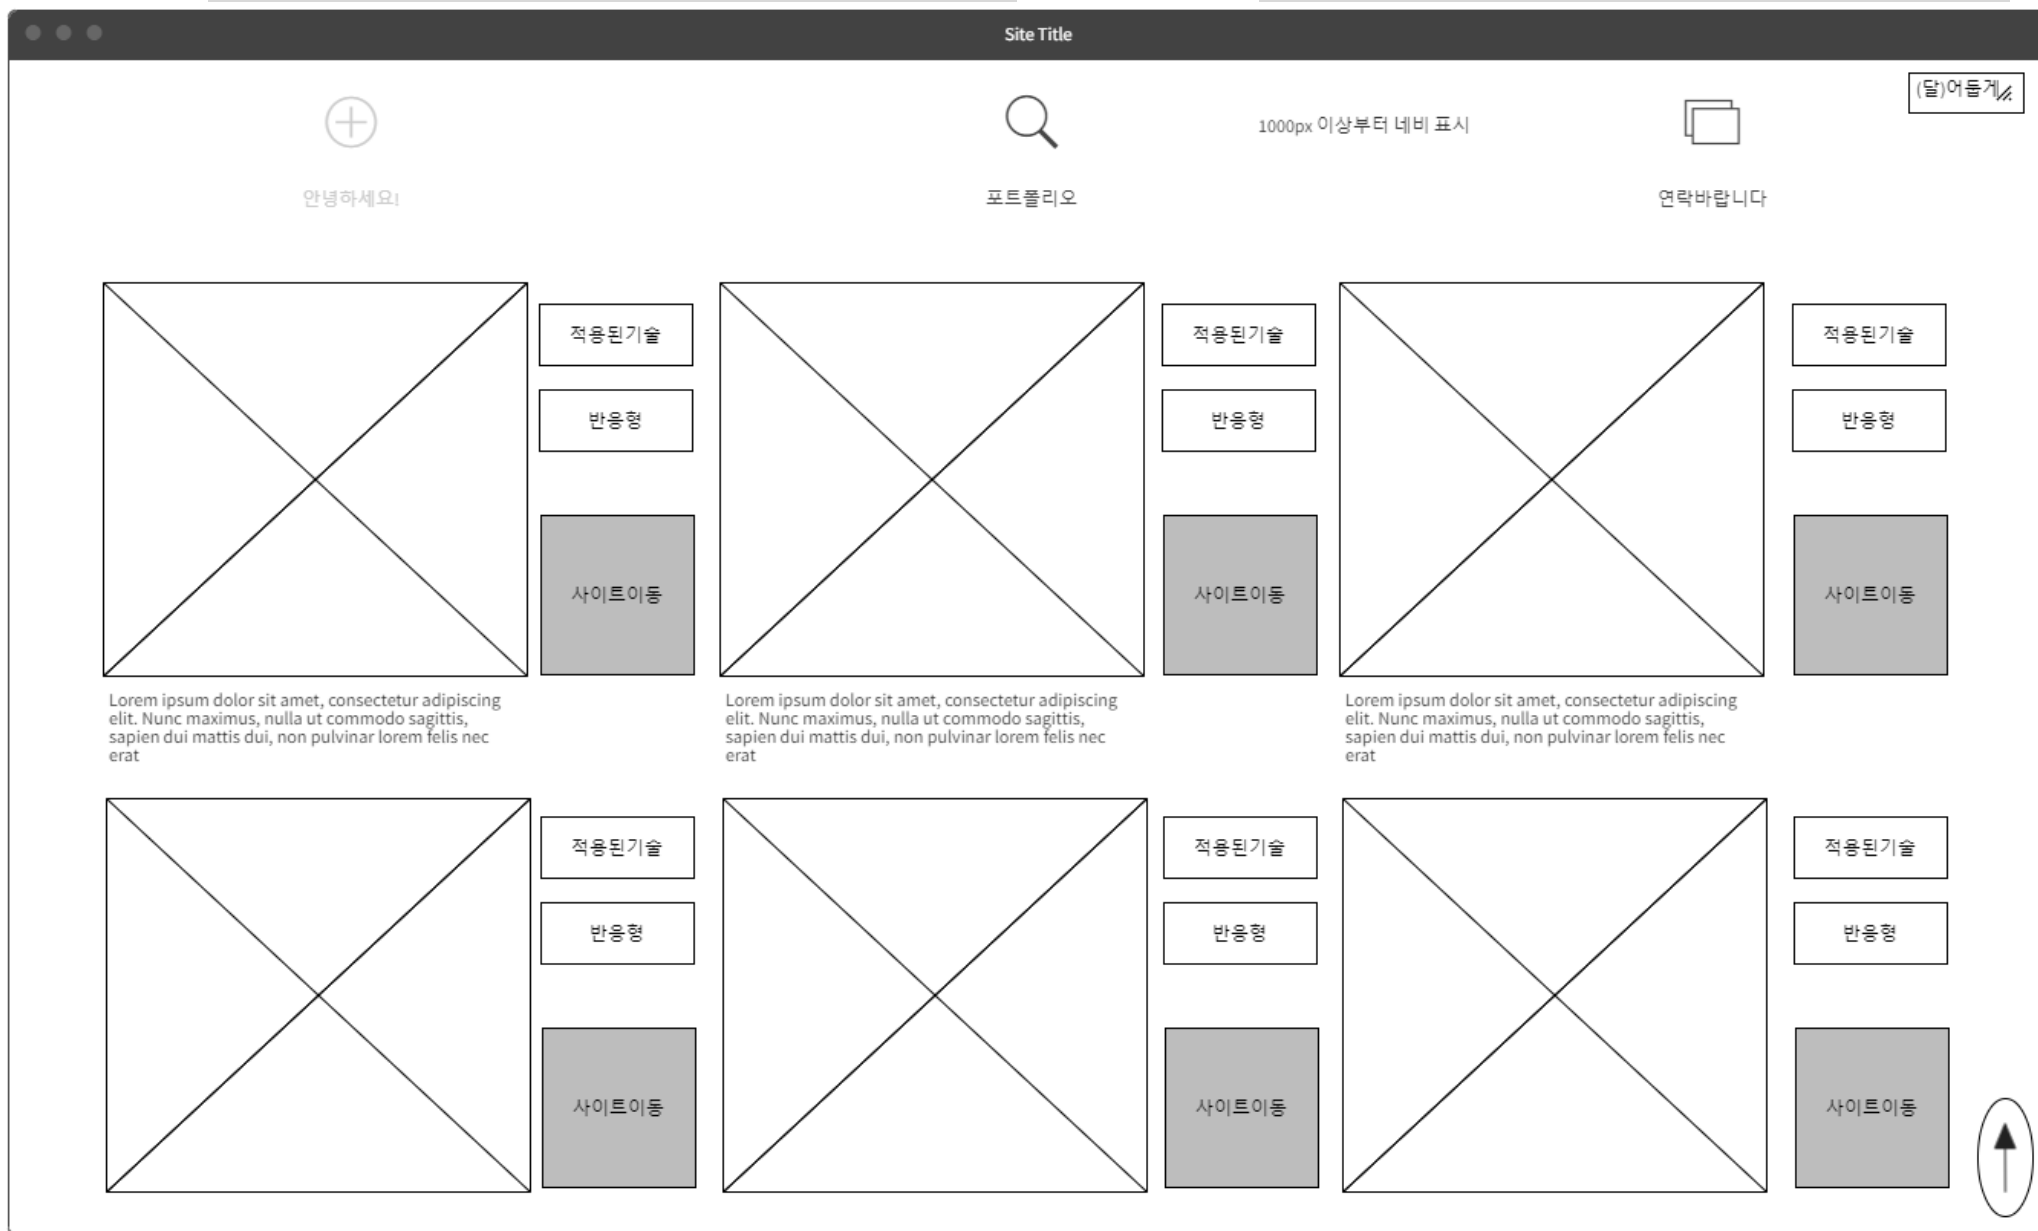 Site Title
(달)어둡게
안녕하세요!
포트폴리오
1000px 이상부터 네비 표시
연락바랍니다
적용된기술
반응형
사이트이동
적용된기술
반응형
사이트이동
적용된기술
반응형
사이트이동
Lorem ipsum dolor sit amet, consectetur adipiscing
elit. Nunc maximus, nulla ut commodo sagittis,
sapien dui mattis dui, non pulvinar lorem felis nec
erat
Lorem ipsum dolor sit amet, consectetur adipiscing
elit. Nunc maximus, nulla ut commodo sagittis,
sapien dui mattis dui, non pulvinar lorem felis nec
erat
Lorem ipsum dolor sit amet, consectetur adipiscing
elit. Nunc maximus, nulla ut commodo sagittis,
sapien dui mattis dui, non pulvinar lorem felis nec
erat
적용된기술
반응형
사이트이동
적용된기술
반응형
사이트이동
적용된기술
반응형
사이트이동